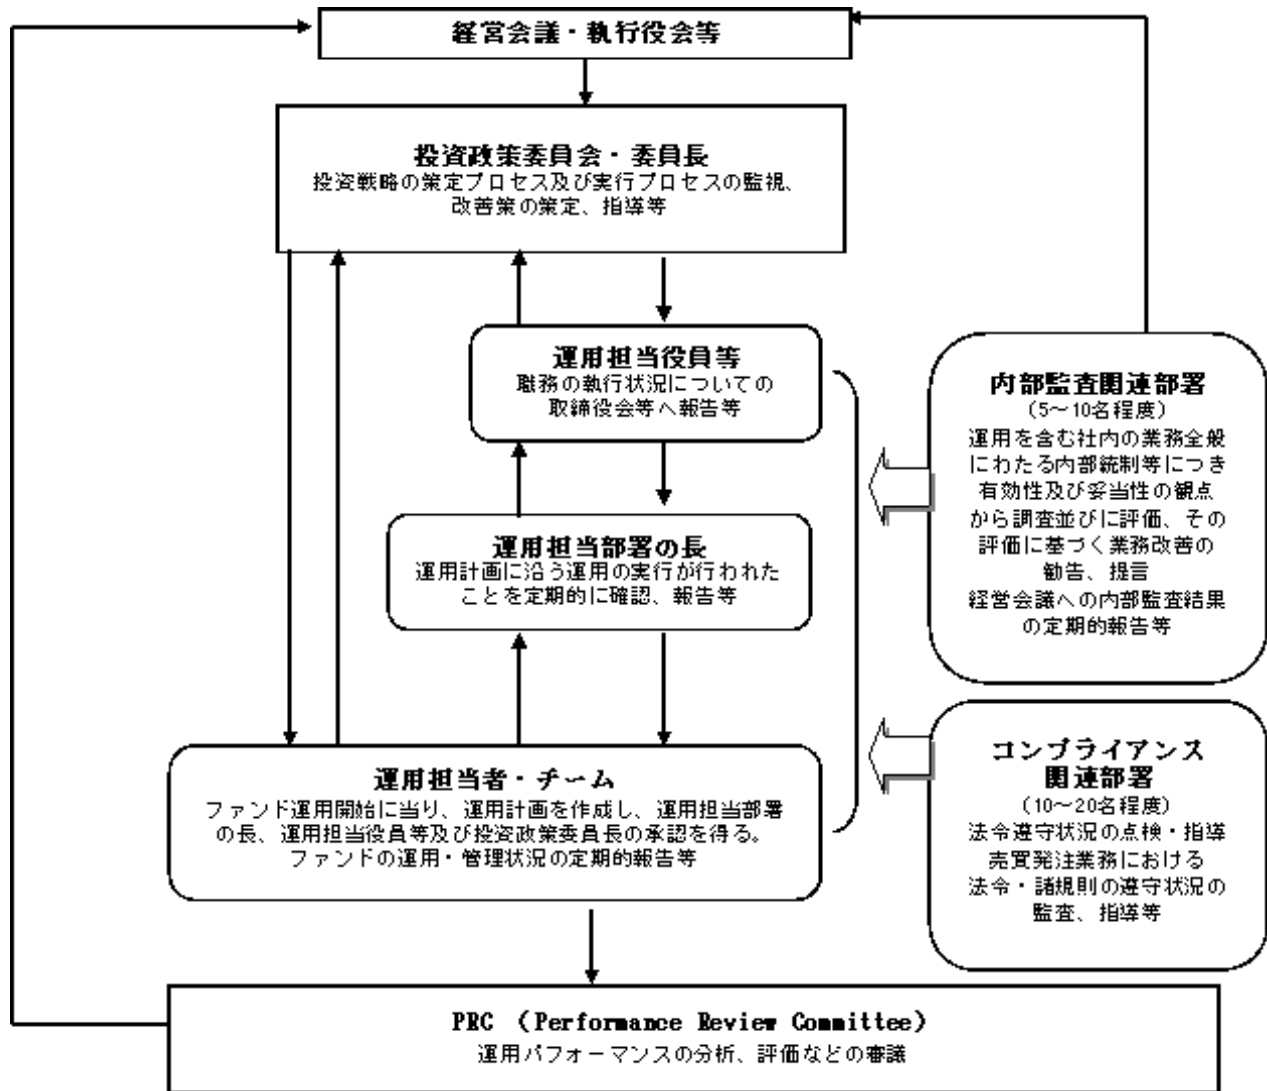 経営会議・執行役会等
投資政策委員会・委員長
投資戦略の策定プロセス及び実行プロセスの監視、
改善策の策定、指導等
運用担当役員等
職務の執行状況についての
取締役会等へ報告等
運用担当部署の長
運用計画に沿う運用の実行が行われた
ことを定期的に確認、報告等
運用担当者・チーム
ファンド運用開始に当り、運用計画を作成し、運用担当部署
の長、運用担当役員等及び投資政策委員長の承認を得る。
ファンドの運用・管理状況の定期的報告等
内部監査関連部署
（5～10名程度）
運用を含む社内の業務全般
にわたる内部統制等につき
有効性及び妥当性の観点
から調査並びに評価、その
評価に基づく業務改善の
勧告、提言
経営会議への内部監査結果
の定期的報告等
コンプライアンス
関連部署
（10～20名程度）
法令遵守状況の点検・指導
売買発注業務における
法令・諸規則の遵守状況の
監査、指導等
PRC （Performance Review Committee）
運用パフォーマンスの分析、評価などの審議